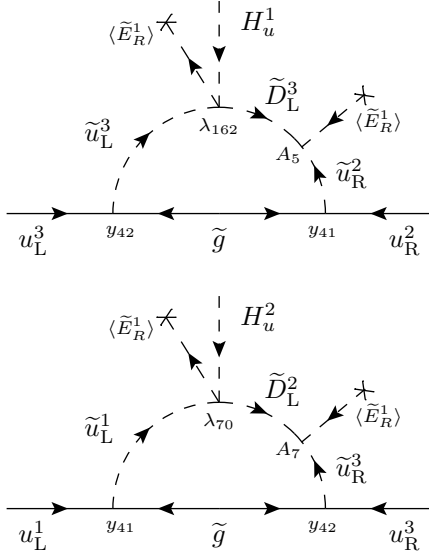 ⟨Ẽ_R^1⟩ H_u^1
D̃_L^3
ũ_L^3 λ_162 ⟨Ẽ_R^1⟩
A_5 ũ_R^2
u_L^3 y_42 g̃ y_41 u_R^2
⟨Ẽ_R^1⟩ H_u^2
D̃_L^2
ũ_L^1 λ_70 ⟨Ẽ_R^1⟩
A_7 ũ_R^3
u_L^1 y_41 g̃ y_42 u_R^3